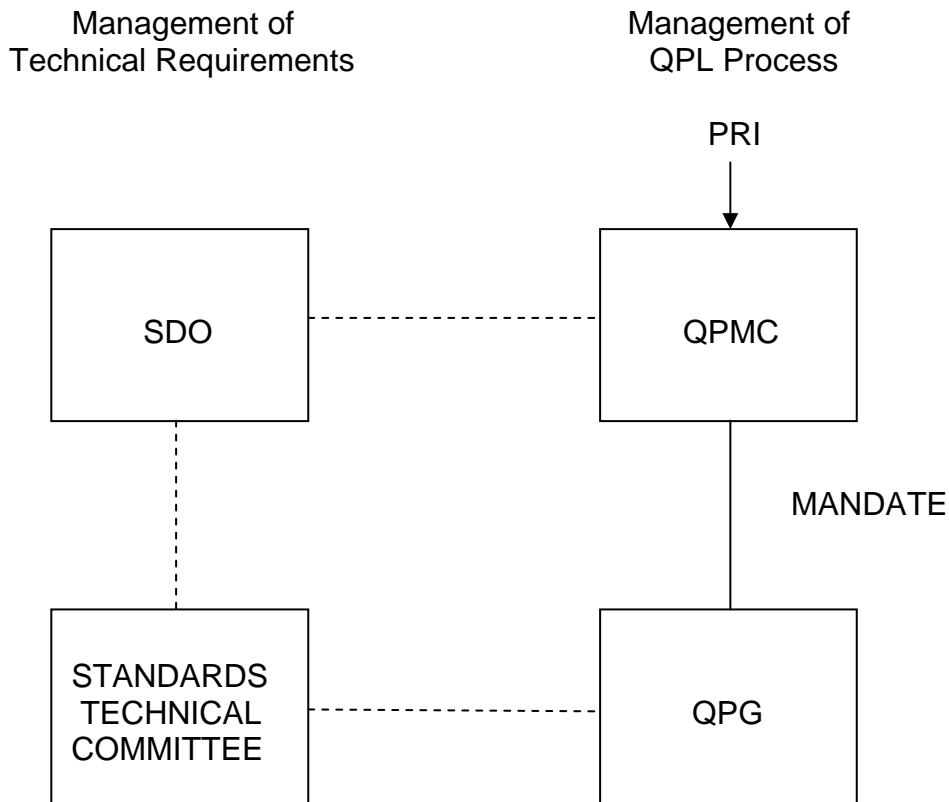 Management of
Technical Requirements
Management of
QPL Process
PRI
SDO
QPMC
MANDATE
STANDARDS
TECHNICAL
COMMITTEE
QPG